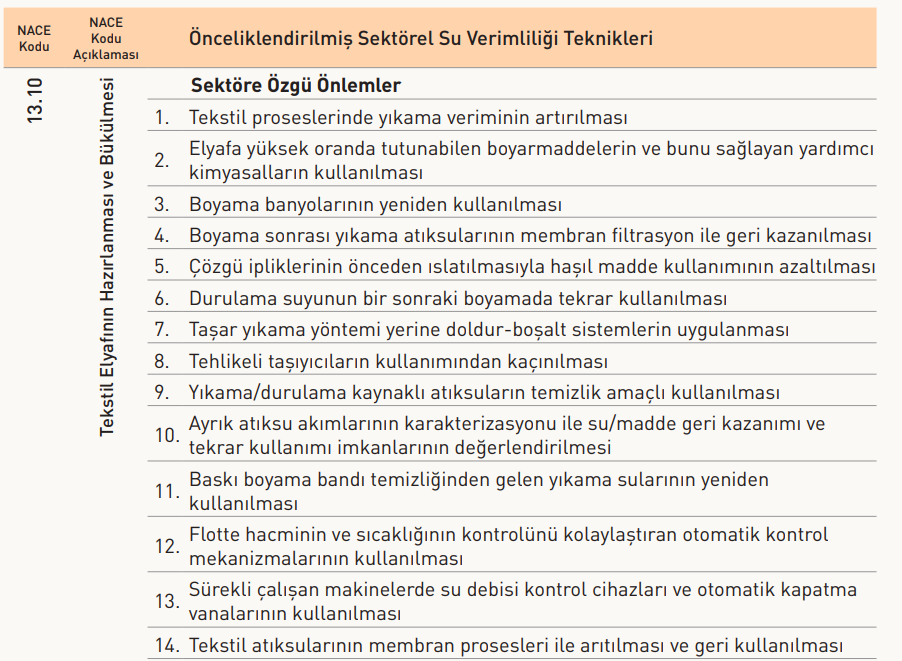 NACE
Kodu
NACE
Kodu
Açıklaması
Önceliklendirilmiş Sektörel Su Verimliliği Teknikleri
13.10
Tekstil Elyafının Hazırlanması ve Bükülmesi
Sektöre Özgü Önlemler
1. Tekstil proseslerinde yıkama veriminin artırılması
2. Elyafa yüksek oranda tutunabilen boyarmaddelerin ve bunu sağlayan yardımcı
kimyasalların kullanılması
3. Boyama banyolarının yeniden kullanılması
4. Boyama sonrası yıkama atıksularının membran filtrasyon ile geri kazanılması
5. Çözgü ipliklerinin önceden ıslatılmasıyla haşıl madde kullanımının azaltılması
6. Durulama suyunun bir sonraki boyamada tekrar kullanılması
7. Taşar yıkama yöntemi yerine doldur-boşalt sistemlerin uygulanması
8. Tehlikeli taşıyıcıların kullanımından kaçınılması
9. Yıkama/durulama kaynaklı atıksuların temizlik amaçlı kullanılması
10. Ayrık atıksu akımlarının karakterizasyonu ile su/madde geri kazanımı ve
tekrar kullanımı imkanlarının değerlendirilmesi
11. Baskı boyama bandı temizliğinden gelen yıkama sularının yeniden
kullanılması
12. Flotte hacminin ve sıcaklığının kontrolünü kolaylaştıran otomatik kontrol
mekanizmalarının kullanılması
13. Sürekli çalışan makinelerde su debisi kontrol cihazları ve otomatik kapatma
vanalarının kullanılması
14. Tekstil atıksularının membran prosesleri ile arıtılması ve geri kullanılması